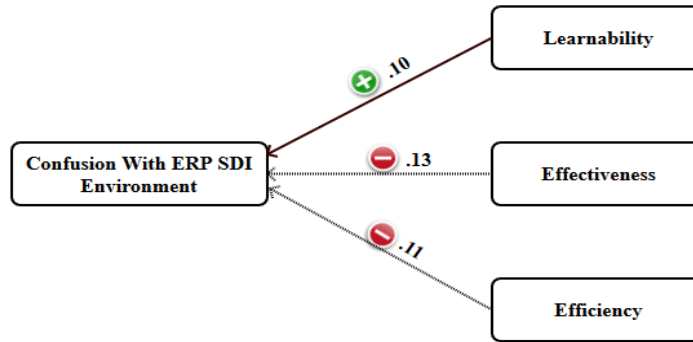 Learnability
.10
Confusion With ERP SDI
Environment
.13
Effectiveness
.11
Efficiency